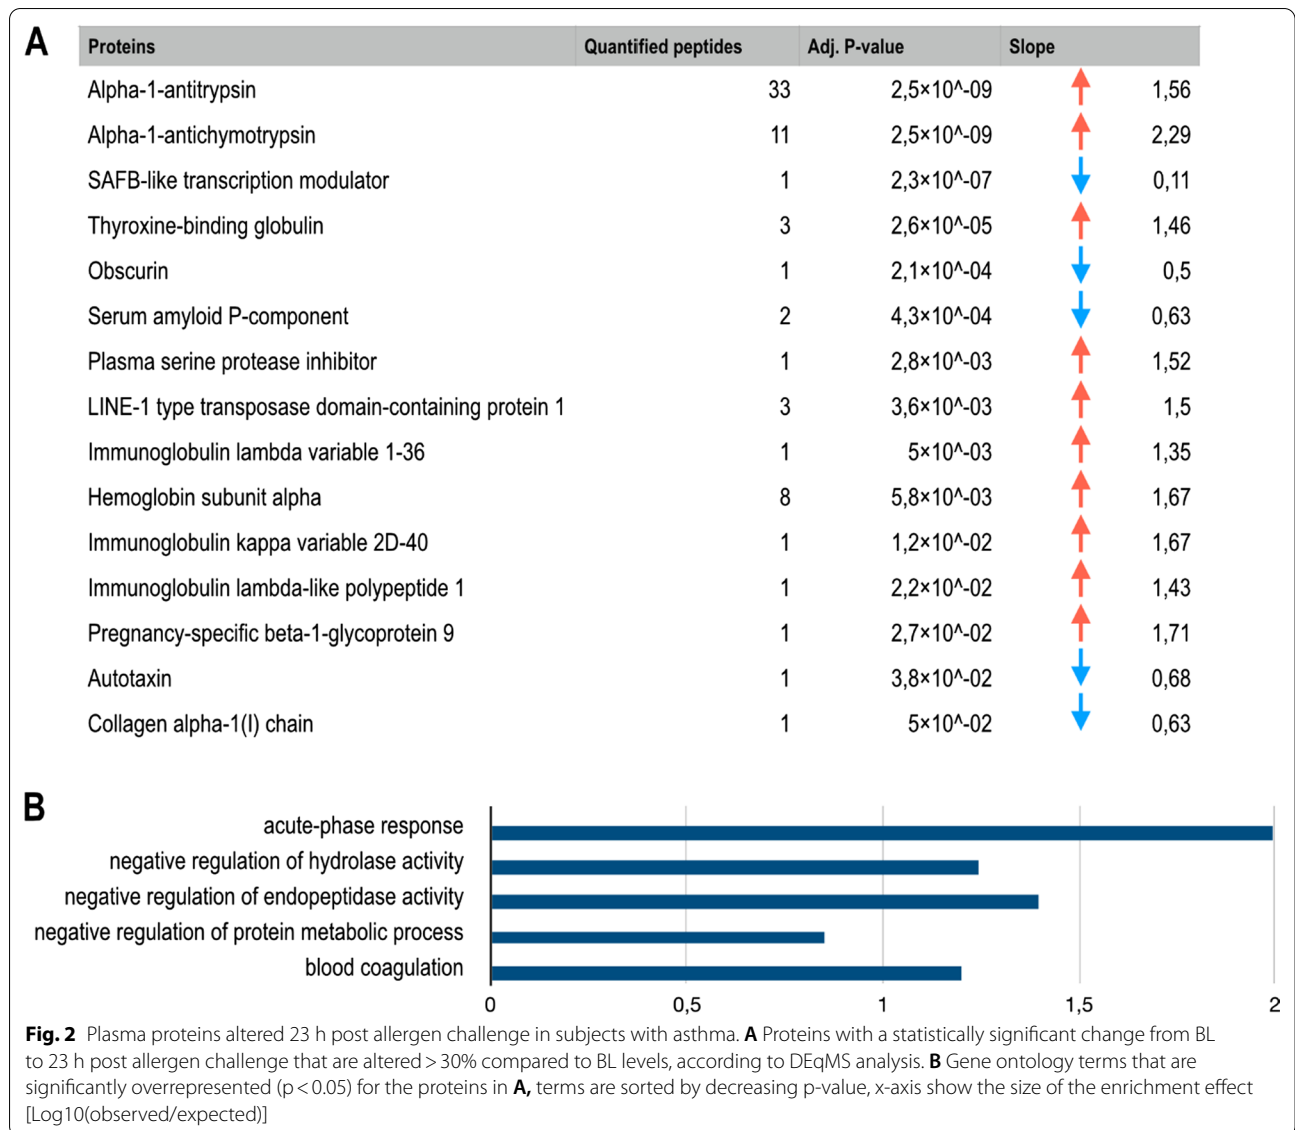 A
Proteins Quantified peptides Adj. P-value Slope
Alpha-1-antitrypsin 33 2,5×10^-09 1,56
Alpha-1-antichymotrypsin 11 2,5×10^-09 2,29
SAFB-like transcription modulator 1 2,3×10^-07 0,11
Thyroxine-binding globulin 3 2,6×10^-05 1,46
Obscurin 1 2,1×10^-04 0,5
Serum amyloid P-component 2 4,3×10^-04 0,63
Plasma serine protease inhibitor 1 2,8×10^-03 1,52
LINE-1 type transposase domain-containing protein 1 3 3,6×10^-03 1,5
Immunoglobulin lambda variable 1-36 1 5×10^-03 1,35
Hemoglobin subunit alpha 8 5,8×10^-03 1,67
Immunoglobulin kappa variable 2D-40 1 1,2×10^-02 1,67
Immunoglobulin lambda-like polypeptide 1 1 2,2×10^-02 1,43
Pregnancy-specific beta-1-glycoprotein 9 1 2,7×10^-02 1,71
Autotaxin 1 3,8×10^-02 0,68
Collagen alpha-1(I) chain 1 5×10^-02 0,63
B
acute-phase response
negative regulation of hydrolase activity
negative regulation of endopeptidase activity
negative regulation of protein metabolic process
blood coagulation
0 0,5 1 1,5 2
Fig. 2 Plasma proteins altered 23 h post allergen challenge in subjects with asthma. A Proteins with a statistically significant change from BL
to 23 h post allergen challenge that are altered > 30% compared to BL levels, according to DEqMS analysis. B Gene ontology terms that are
significantly overrepresented (p < 0.05) for the proteins in A, terms are sorted by decreasing p-value, x-axis show the size of the enrichment effect
[Log10(observed/expected)]